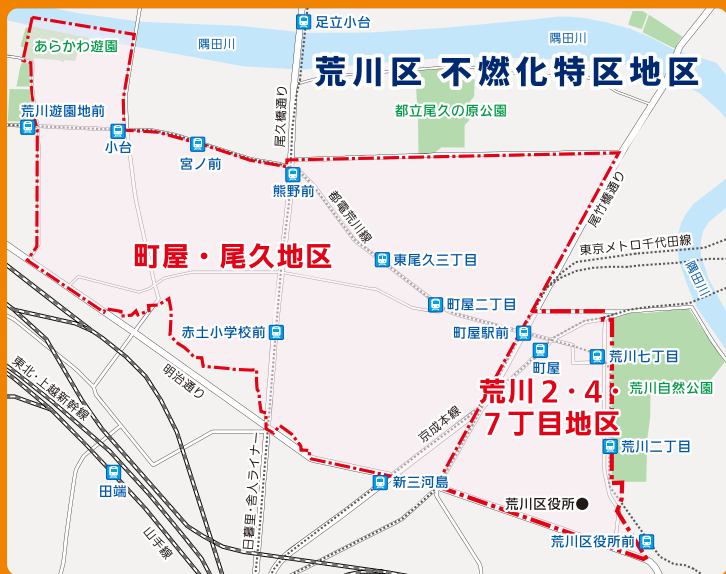 足立小台
隅田川
隅田川
あらかわ遊園
荒川区 不燃化特区地区
尾久橋通り
荒川遊園地前
都立尾久の原公園
小台
宮ノ前
熊野前
尾竹橋通り
都電荒川線
東京メトロ千代田線
町屋・尾久地区
東尾久三丁目
隅田川
町屋二丁目
赤土小学校前
町屋駅前
町屋
荒川七丁目
明治通り
東北・上越新幹線
荒川2・4・
7丁目地区
荒川自然公園
京成本線
荒川二丁目
日暮里・舎人ライナー
田端
新三河島
荒川区役所
山手線
荒川区役所前